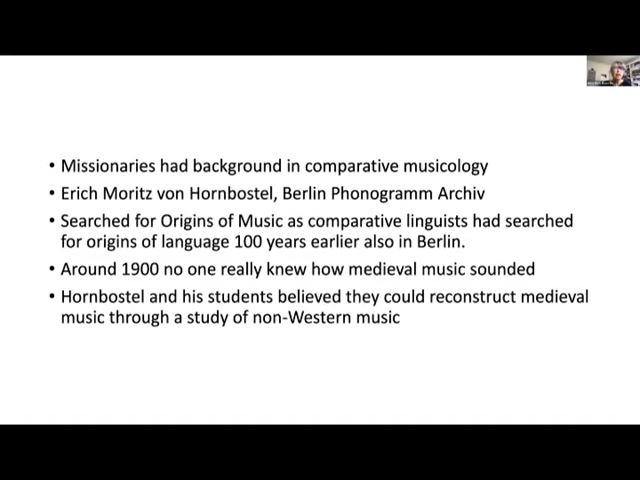 • Missionaries had background in comparative musicology
• Erich Moritz von Hornbostel, Berlin Phonogramm Archiv
• Searched for Origins of Music as comparative linguists had searched
for origins of language 100 years earlier also in Berlin.
• Around 1900 no one really knew how medieval music sounded
• Hornbostel and his students believed they could reconstruct medieval
music through a study of non-Western music